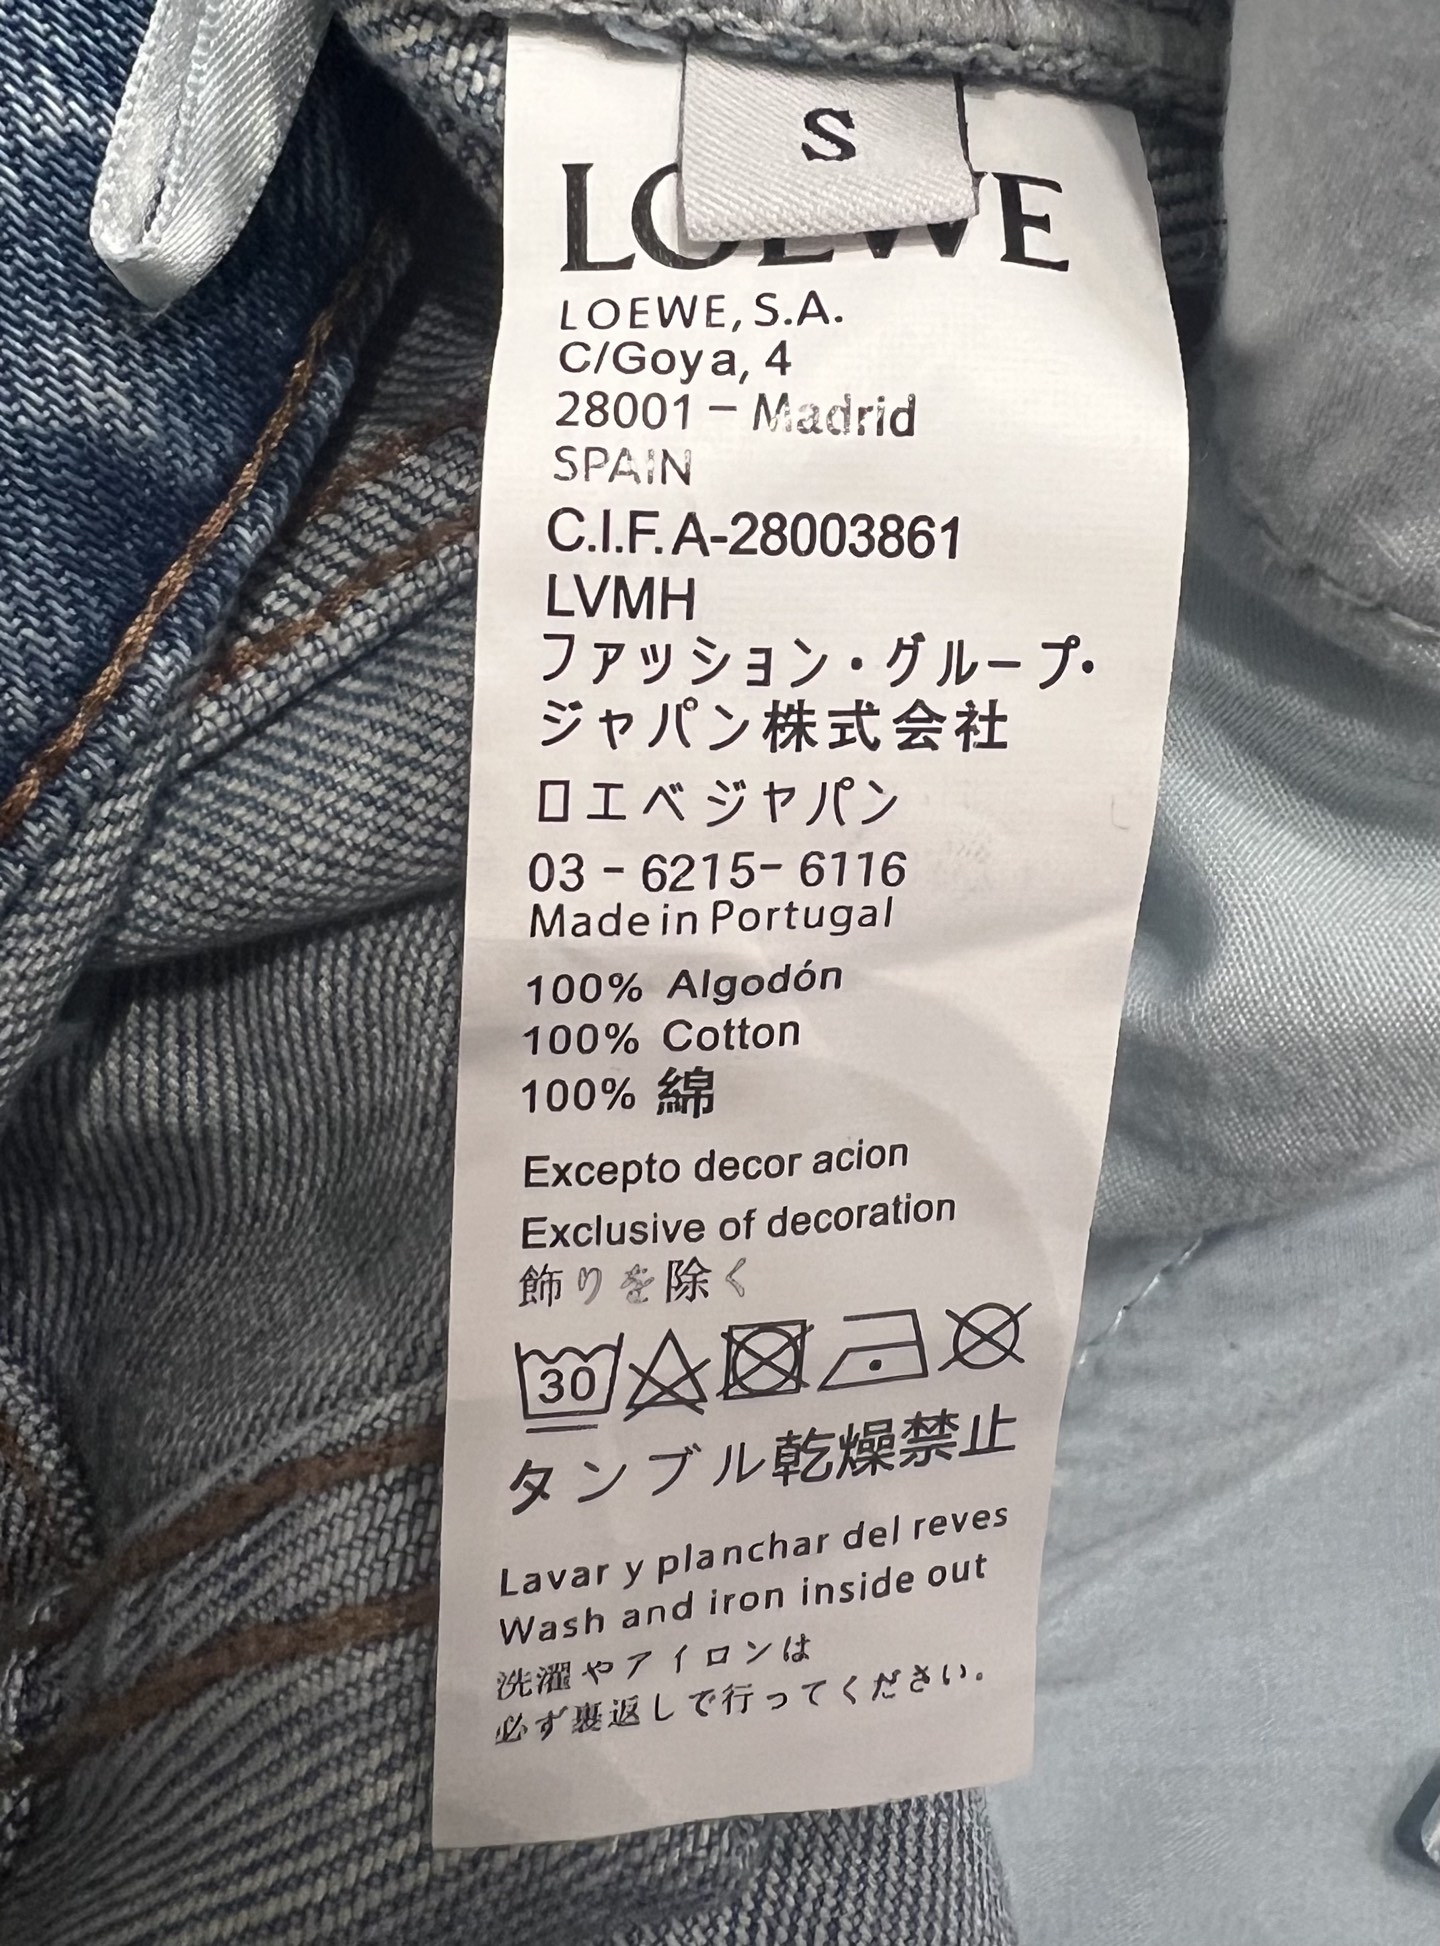 S
LOEWE
LOEWE, S.A.
C/Goya, 4
28001 – Madrid
SPAIN
C.I.F. A-28003861
LVMH
ファッション・グループ・
ジャパン株式会社
ロエベジャパン
03 - 6215- 6116
Made in Portugal
100% Algodón
100% Cotton
100% 綿
Excepto decor acion
Exclusive of decoration
飾りを除く
30
タンブル乾燥禁止
Lavar y planchar del reves
Wash and iron inside out
洗濯やアイロンは
必ず裏返しで行ってください。